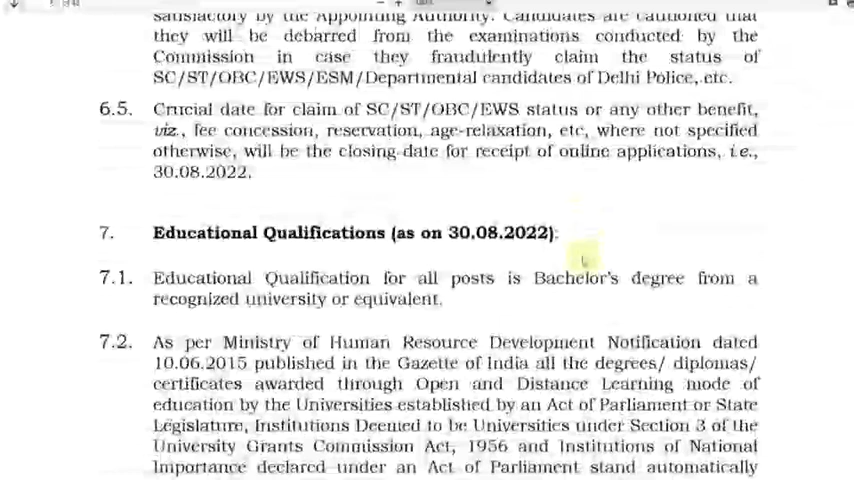 satisfactory by the Appointing Authority. Candidates are cautioned that
they will be debarred from the examinations conducted by the
Commission in case they fraudulently claim the status of
SC/ST/OBC/EWS/ESM/Departmental candidates of Delhi Police, etc.
6.5. Crucial date for claim of SC/ST/OBC/EWS status or any other benefit,
viz., fee concession, reservation, age-relaxation, etc, where not specified
otherwise, will be the closing date for receipt of online applications, i.e.,
30.08.2022.
7. Educational Qualifications (as on 30.08.2022):
7.1. Educational Qualification for all posts is Bachelor's degree from a
recognized university or equivalent.
7.2. As per Ministry of Human Resource Development Notification dated
10.06.2015 published in the Gazette of India all the degrees/ diplomas/
certificates awarded through Open and Distance Learning mode of
education by the Universities established by an Act of Parliament or State
Legislature, Institutions Deemed to be Universities under Section 3 of the
University Grants Commission Act, 1956 and Institutions of National
Importance declared under an Act of Parliament stand automatically